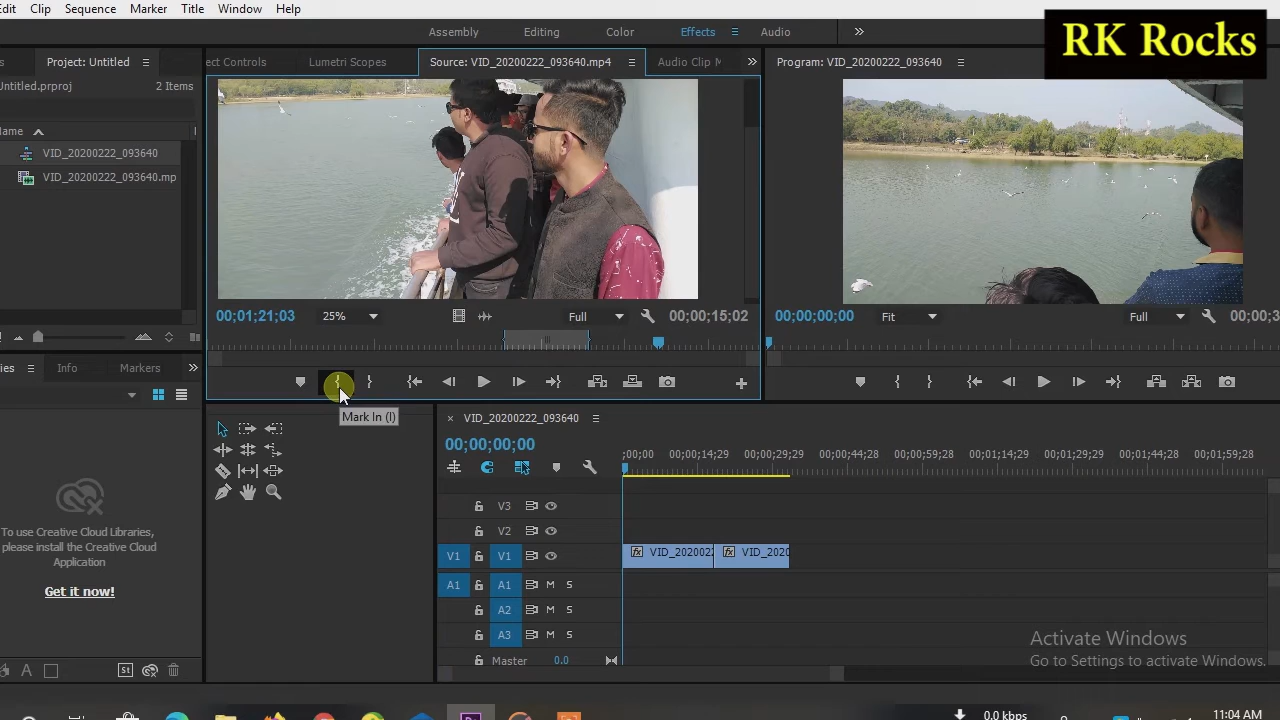 Edit Clip Sequence Marker Title Window Help
RK Rocks
Assembly Editing Color Effects Audio
Project: Untitled
ect Controls Lumetri Scopes Source: VID_20200222_093640.mp4 Audio Clip M
Program: VID_20200222_093640
Untitled.prproj 2 Items
Name
VID_20200222_093640
VID_20200222_093640.mp
00;01;21;03 25% Full 00;00;15;02
00;00;00;00 Fit Full 00;00;3
Info Markers
Mark In (I)
VID_20200222_093640
00;00;00;00
;00;00 00;00;14;29 00;00;29;29 00;00;44;28 00;00;59;28 00;01;14;29 00;01;29;29 00;01;44;28 00;01;59;28
V3
V2
V1 V1 VID_202002 VID_202
A1 A1 M S
A2 M S
A3 M S
Master 0.0
To use Creative Cloud Libraries,
please install the Creative Cloud
Application
Get it now!
Activate Windows
Go to Settings to activate Windows.
0.0 kbps
11:04 AM